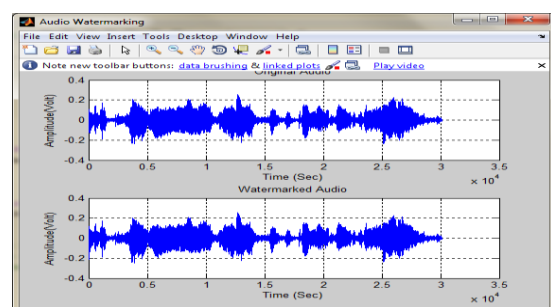 Audio Watermarking
File Edit View Insert Tools Desktop Window Help
Note new toolbar buttons: data brushing & linked plots Play video
Original Audio
0.4
0.2
0
-0.2
-0.4
Amplitude(Volt)
0 0.5 1 1.5 2 2.5 3 3.5
Time (Sec)
x 10^4
Watermarked Audio
0.4
0.2
0
-0.2
-0.4
Amplitude(Volt)
0 0.5 1 1.5 2 2.5 3 3.5
Time (Sec)
x 10^4